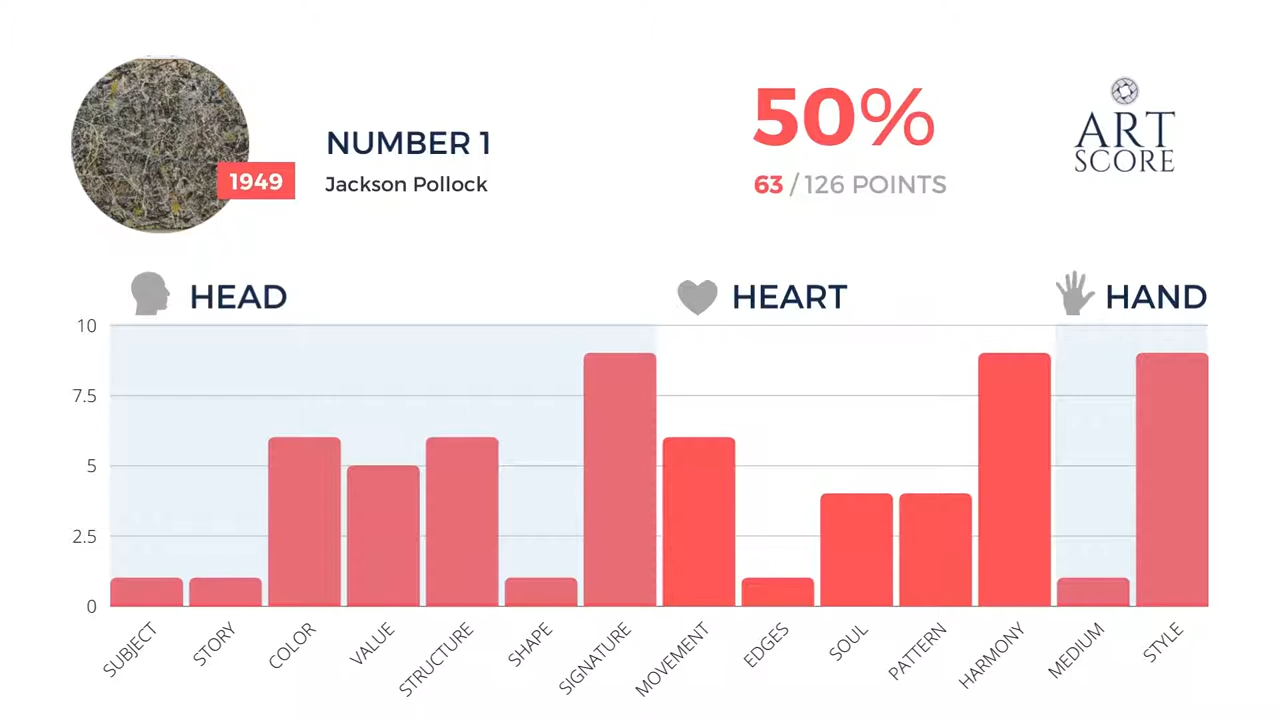 NUMBER 1
1949
Jackson Pollock
50%
63 / 126 POINTS
ART
SCORE
HEAD
HEART
HAND
10
7.5
5
2.5
0
SUBJECT
STORY
COLOR
VALUE
STRUCTURE
SHAPE
SIGNATURE
MOVEMENT
EDGES
SOUL
PATTERN
HARMONY
MEDIUM
STYLE